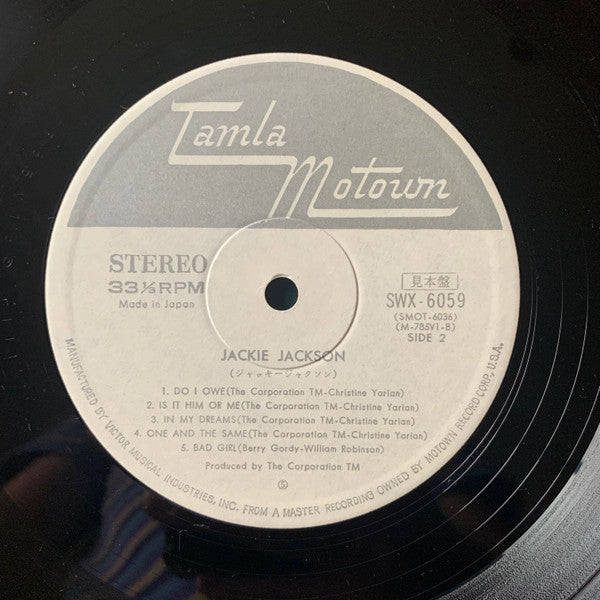 Tamla
Motown
STEREO
33⅓RPM
Made in Japan
見本盤
SWX-6059
(SMOT-6036)
(M-785V1-B)
SIDE 2
JACKIE JACKSON
(ジャッキー・ジャクソン)
1. DO I OWE(The Corporation TM-Christine Yarian)
2. IS IT HIM OR ME(The Corporation TM-Christine Yarian)
3. IN MY DREAMS(The Corporation TM-Christine Yarian)
4. ONE AND THE SAME(The Corporation TM-Christine Yarian)
5. BAD GIRL(Berry Gordy-William Robinson)
Produced by The Corporation TM
Ⓢ
MANUFACTURED BY VICTOR MUSICAL INDUSTRIES, INC. FROM A MASTER RECORDING OWNED BY MOTOWN RECORD CORP., U.S.A.